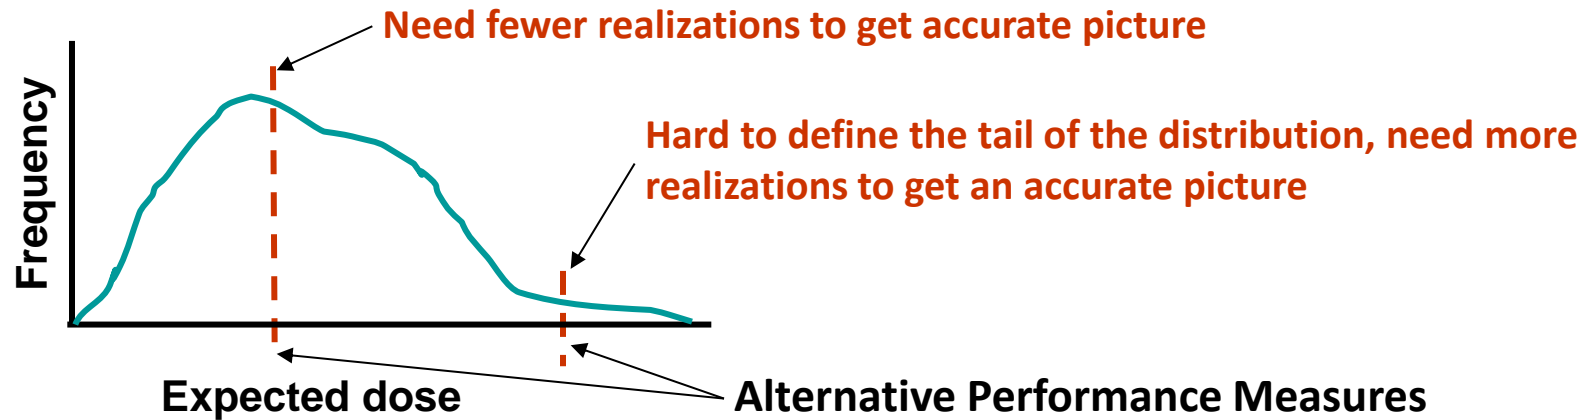 Need fewer realizations to get accurate picture
Frequency
Hard to define the tail of the distribution, need more
realizations to get an accurate picture
Expected dose
Alternative Performance Measures